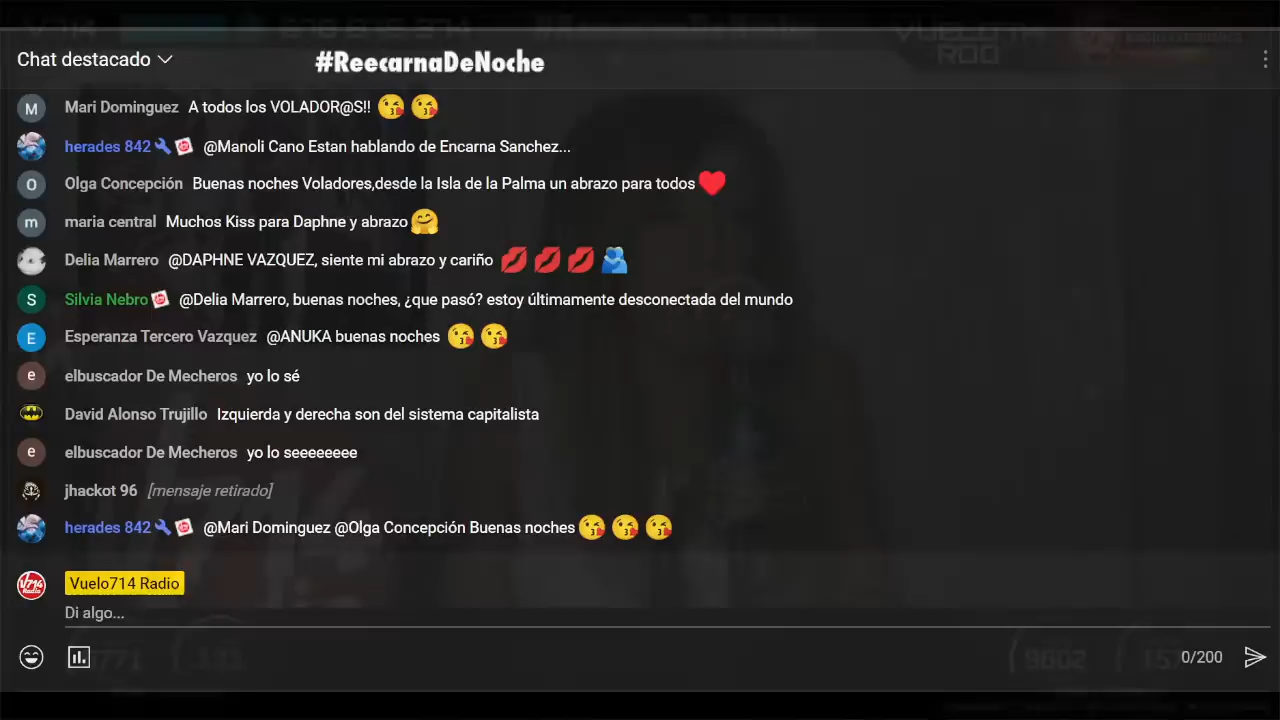 Chat destacado
#ReecarnaDeNoche
M Mari Dominguez A todos los VOLADOR@S!! 😘 😘
herades 842 @Manoli Cano Estan hablando de Encarna Sanchez...
O Olga Concepción Buenas noches Voladores,desde la Isla de la Palma un abrazo para todos ❤️
m maria central Muchos Kiss para Daphne y abrazo 🤗
Delia Marrero @DAPHNE VAZQUEZ, siente mi abrazo y cariño 💋 💋 💋 🫂
S Silvia Nebro @Delia Marrero, buenas noches, ¿que pasó? estoy últimamente desconectada del mundo
E Esperanza Tercero Vazquez @ANUKA buenas noches 😘 😘
e elbuscador De Mecheros yo lo sé
David Alonso Trujillo Izquierda y derecha son del sistema capitalista
e elbuscador De Mecheros yo lo seeeeeeee
jhackot 96 [mensaje retirado]
herades 842 @Mari Dominguez @Olga Concepción Buenas noches 😘 😘 😘
V714 Radio Vuelo714 Radio
Di algo...
0/200